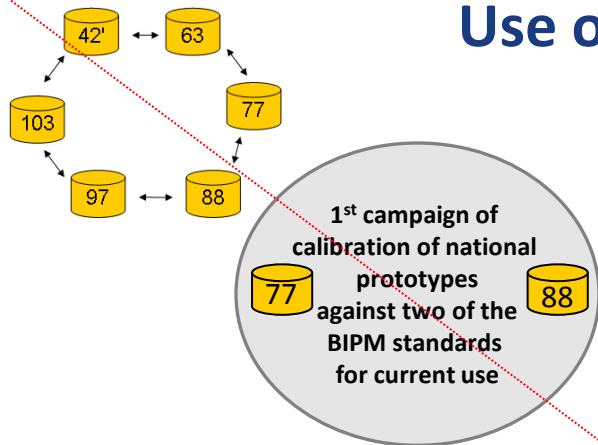 Use o
42'
63
103
77
97
88
1st campaign of
calibration of national
prototypes
77
88
against two of the
BIPM standards
for current use